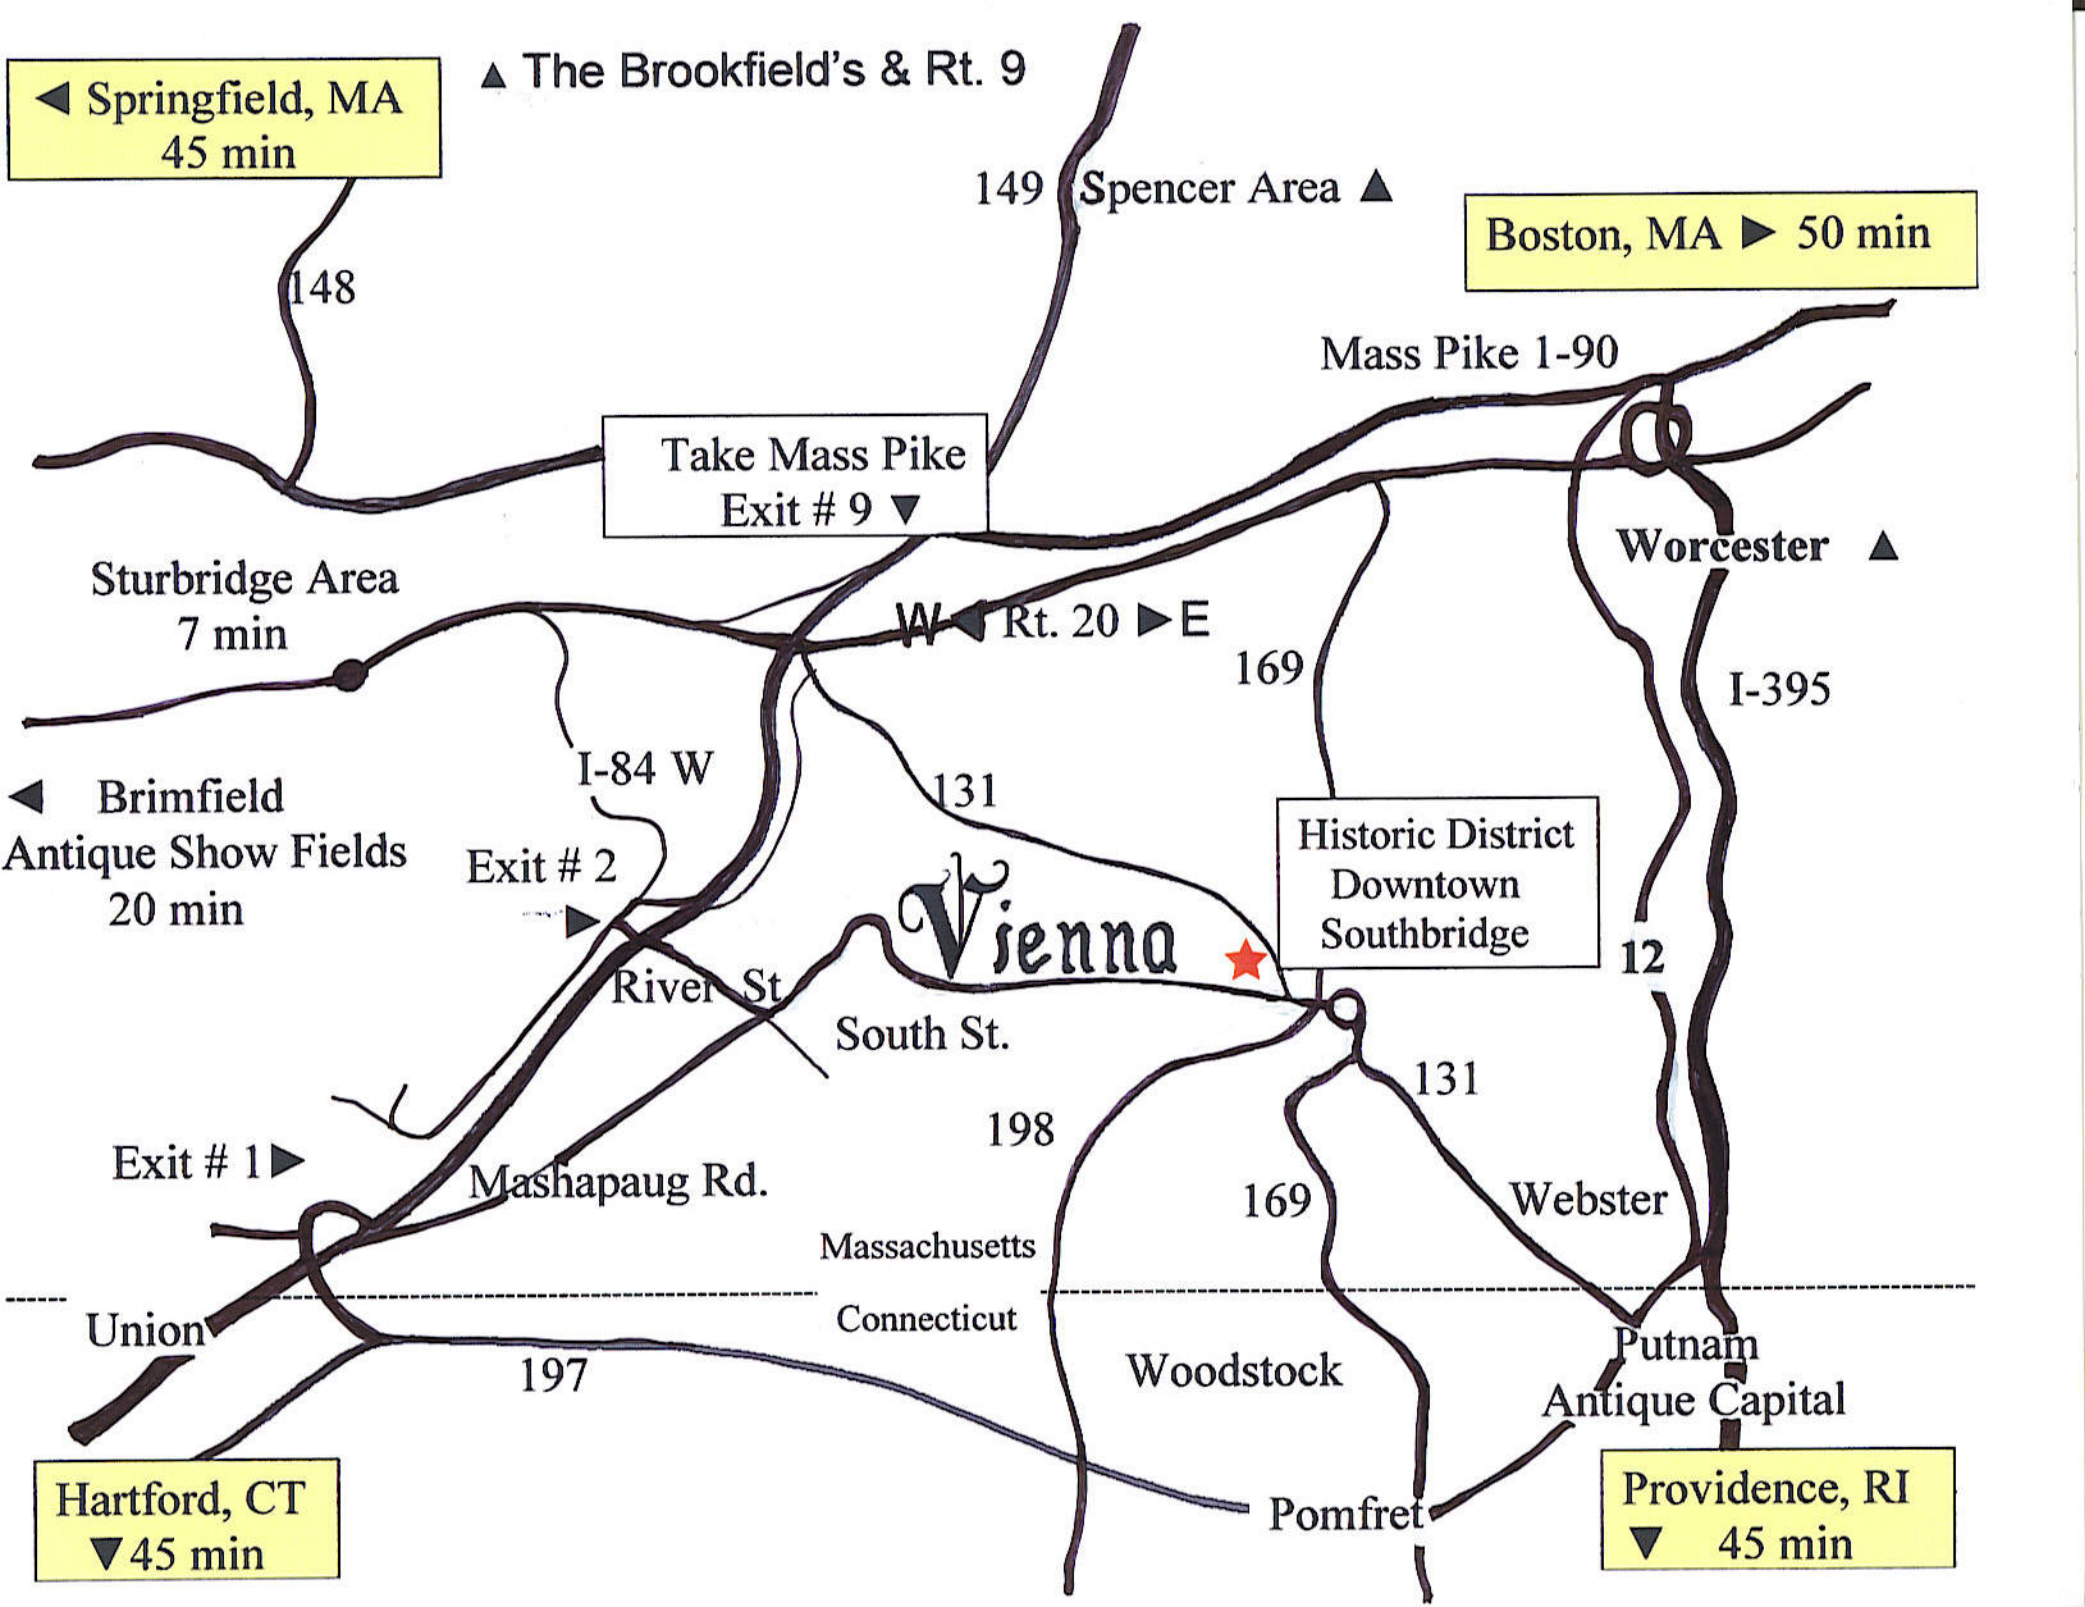 ◄ Springfield, MA
45 min
▲ The Brookfield's & Rt. 9
149
Spencer Area ▲
Boston, MA ► 50 min
148
Mass Pike 1-90
Take Mass Pike
Exit # 9 ▼
Worcester ▲
Sturbridge Area
7 min
W ◄ Rt. 20 ► E
169
I-395
I-84 W
131
◄ Brimfield
Antique Show Fields
20 min
Exit # 2
►
Historic District
Downtown
Southbridge
Vienna
12
River St
South St.
131
198
Exit # 1►
Mashapaug Rd.
169
Webster
Massachusetts
Connecticut
Union
197
Woodstock
Putnam
Antique Capital
Hartford, CT
▼45 min
Pomfret
Providence, RI
▼ 45 min